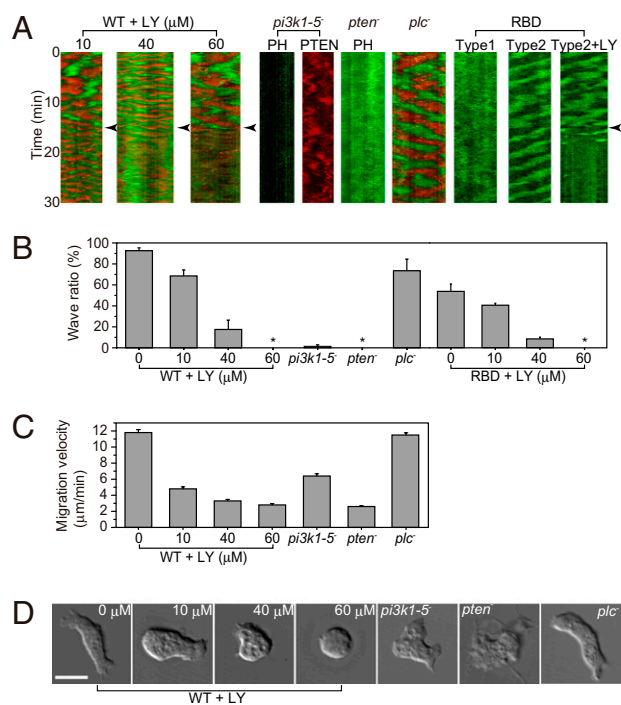 A
WT + LY (μM)
10 40 60
pi3k1-5-
PH PTEN
pten-
PH
plc-
RBD
Type1 Type2 Type2+LY
Time (min)
0
10
20
30
B
Wave ratio (%)
100
80
60
40
20
0
* * *
0 10 40 60 pi3k1-5- pten- plc- 0 10 40 60
WT + LY (μM) RBD + LY (μM)
C
Migration velocity
(μm/min)
12
10
8
6
4
2
0
0 10 40 60 pi3k1-5- pten- plc-
WT + LY (μM)
D
0 μM 10 μM 40 μM 60 μM pi3k1-5- pten- plc-
WT + LY